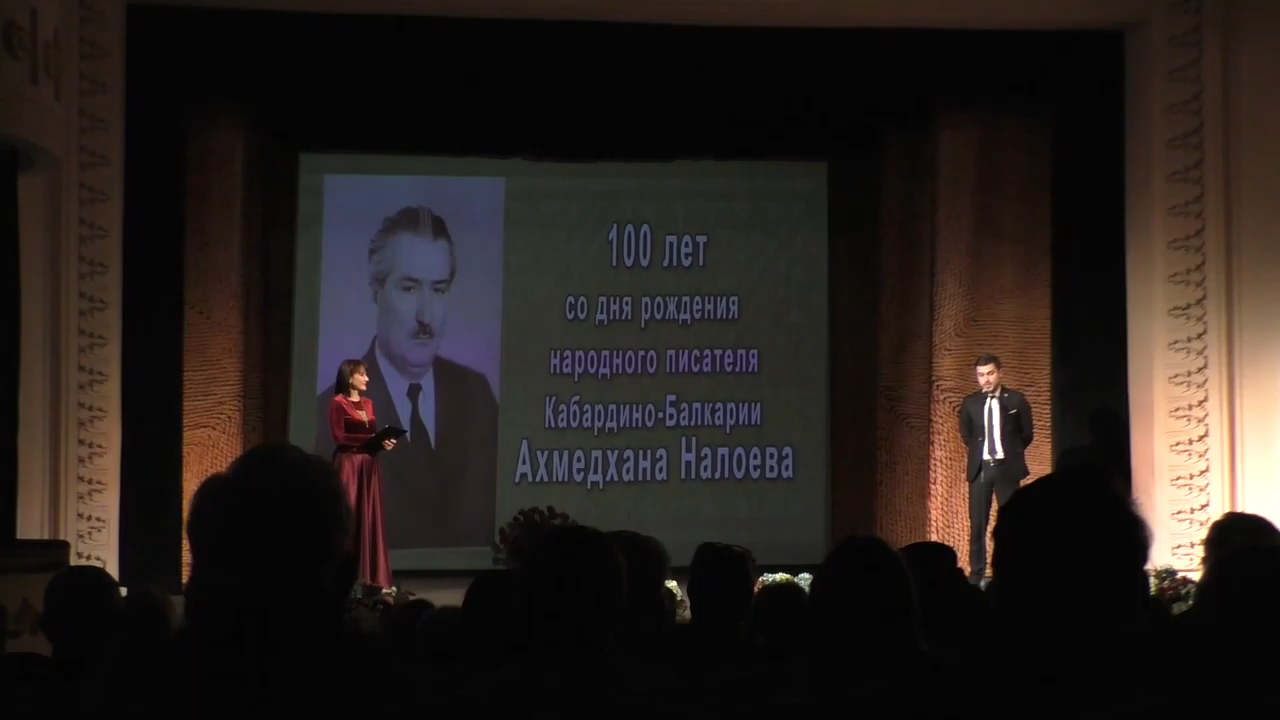 100 лет
со дня рождения
народного писателя
Кабардино-Балкарии
Ахмедхана Налоева